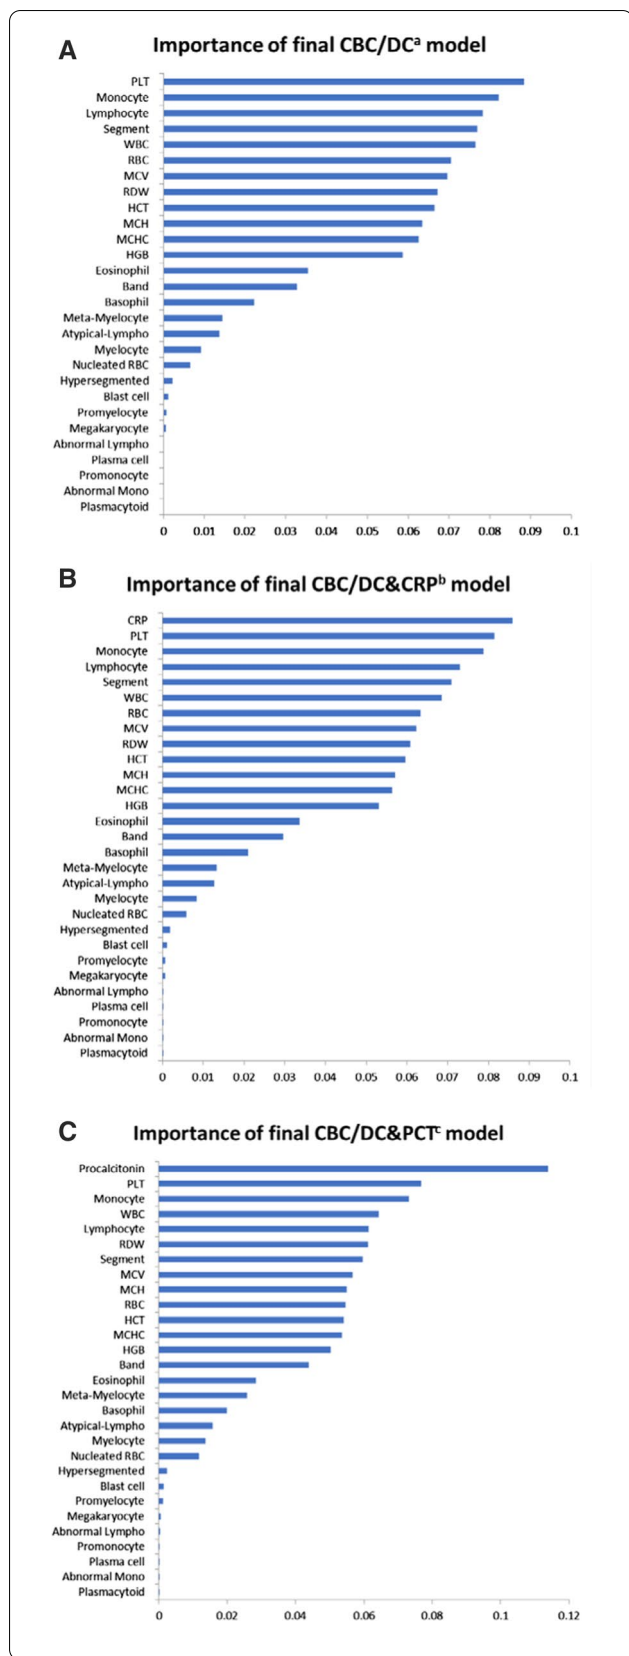 A
Importance of final CBC/DCᵃ model
PLT
Monocyte
Lymphocyte
Segment
WBC
RBC
MCV
RDW
HCT
MCH
MCHC
HGB
Eosinophil
Band
Basophil
Meta-Myelocyte
Atypical-Lympho
Myelocyte
Nucleated RBC
Hypersegmented
Blast cell
Promyelocyte
Megakaryocyte
Abnormal Lympho
Plasma cell
Promonocyte
Abnormal Mono
Plasmacytoid
0 0.01 0.02 0.03 0.04 0.05 0.06 0.07 0.08 0.09 0.1
B
Importance of final CBC/DC&CRPᵇ model
CRP
PLT
Monocyte
Lymphocyte
Segment
WBC
RBC
MCV
RDW
HCT
MCH
MCHC
HGB
Eosinophil
Band
Basophil
Meta-Myelocyte
Atypical-Lympho
Myelocyte
Nucleated RBC
Hypersegmented
Blast cell
Promyelocyte
Megakaryocyte
Abnormal Lympho
Plasma cell
Promonocyte
Abnormal Mono
Plasmacytoid
0 0.01 0.02 0.03 0.04 0.05 0.06 0.07 0.08 0.09 0.1
C
Importance of final CBC/DC&PCTᶜ model
Procalcitonin
PLT
Monocyte
WBC
Lymphocyte
RDW
Segment
MCV
MCH
RBC
HCT
MCHC
HGB
Band
Eosinophil
Meta-Myelocyte
Basophil
Atypical-Lympho
Myelocyte
Nucleated RBC
Hypersegmented
Blast cell
Promyelocyte
Megakaryocyte
Abnormal Lympho
Promonocyte
Plasma cell
Abnormal Mono
Plasmacytoid
0 0.02 0.04 0.06 0.08 0.1 0.12